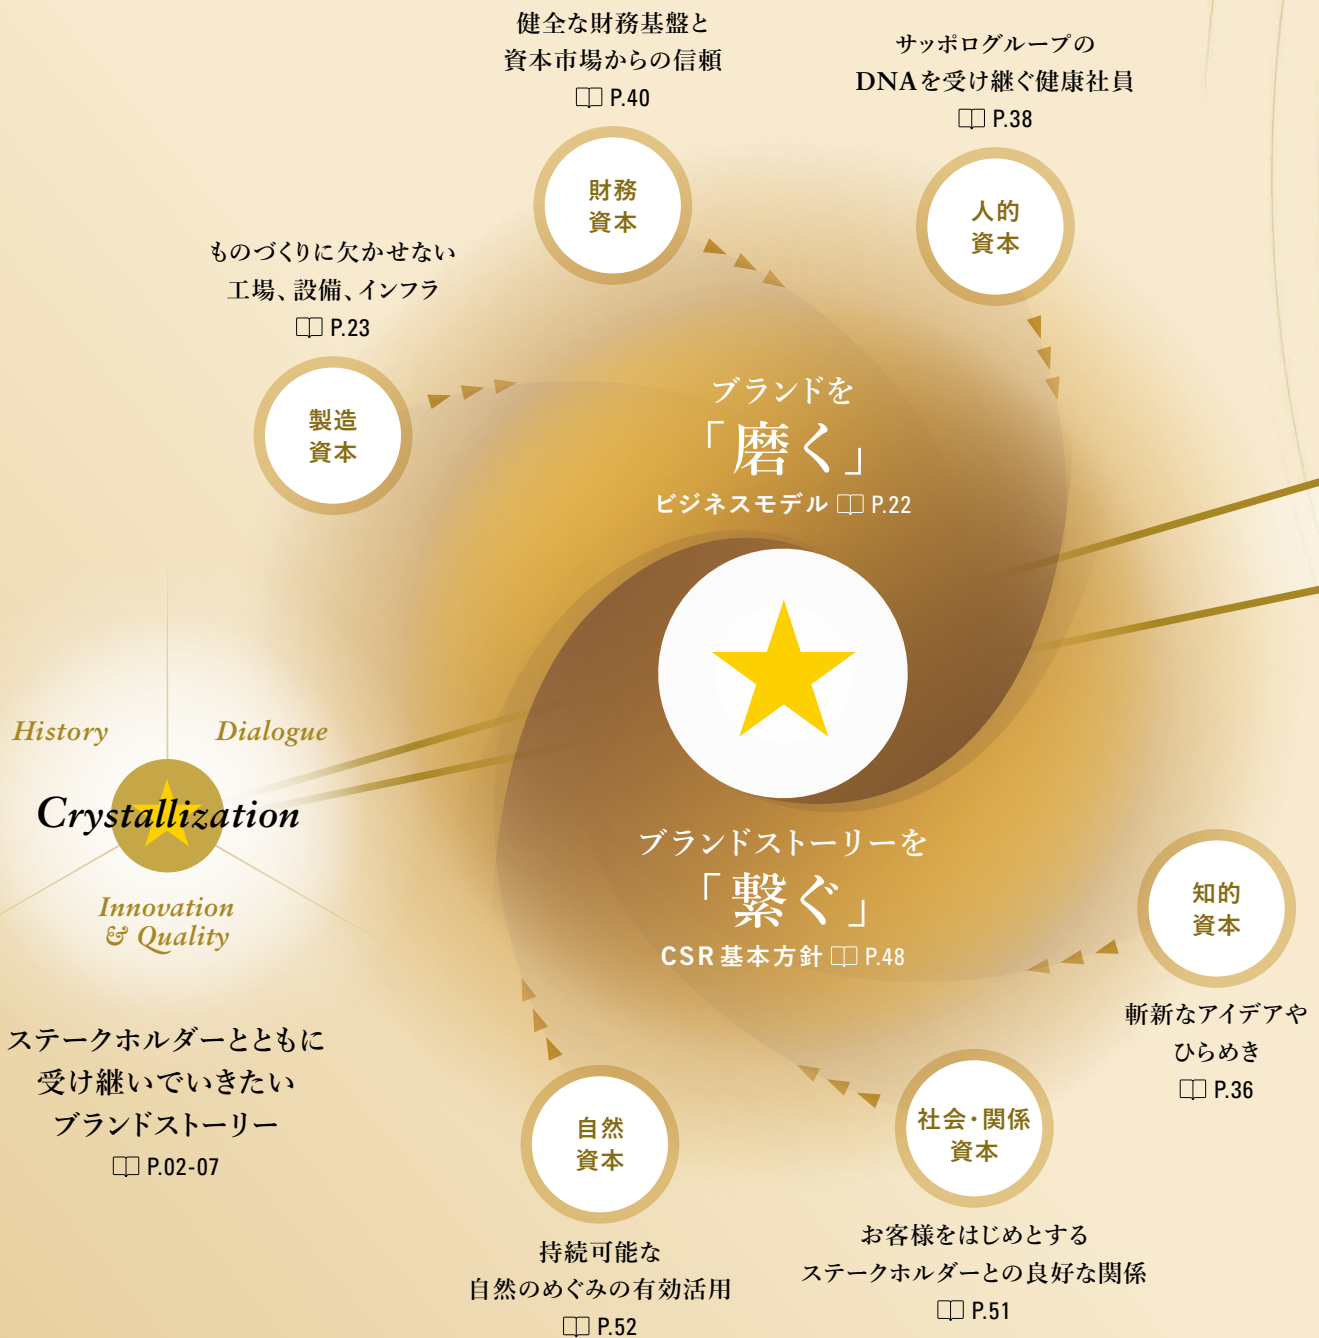 健全な財務基盤と
資本市場からの信頼
P.40
財務
資本
サッポログループの
DNAを受け継ぐ健康社員
P.38
人的
資本
ものづくりに欠かせない
工場、設備、インフラ
P.23
製造
資本
ブランドを
「磨く」
ビジネスモデル P.22
History
Dialogue
Crystallization
Innovation
& Quality
ステークホルダーとともに
受け継いでいきたい
ブランドストーリー
P.02-07
ブランドストーリーを
「繋ぐ」
CSR基本方針 P.48
知的
資本
斬新なアイデアや
ひらめき
P.36
自然
資本
持続可能な
自然のめぐみの有効活用
P.52
社会・関係
資本
お客様をはじめとする
ステークホルダーとの良好な関係
P.51